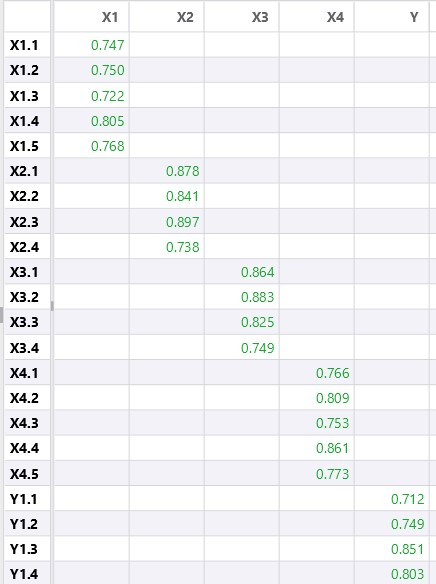 X1 X2 X3 X4 Y
X1.1 0.747
X1.2 0.750
X1.3 0.722
X1.4 0.805
X1.5 0.768
X2.1 0.878
X2.2 0.841
X2.3 0.897
X2.4 0.738
X3.1 0.864
X3.2 0.883
X3.3 0.825
X3.4 0.749
X4.1 0.766
X4.2 0.809
X4.3 0.753
X4.4 0.861
X4.5 0.773
Y1.1 0.712
Y1.2 0.749
Y1.3 0.851
Y1.4 0.803